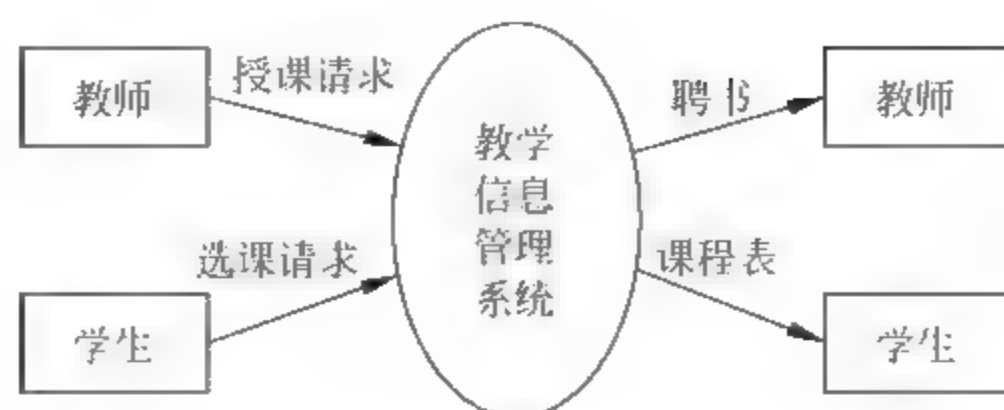 教师
授课请求
聘书
教师
教学
信息
管理
系统
选课请求
课程表
学生
学生